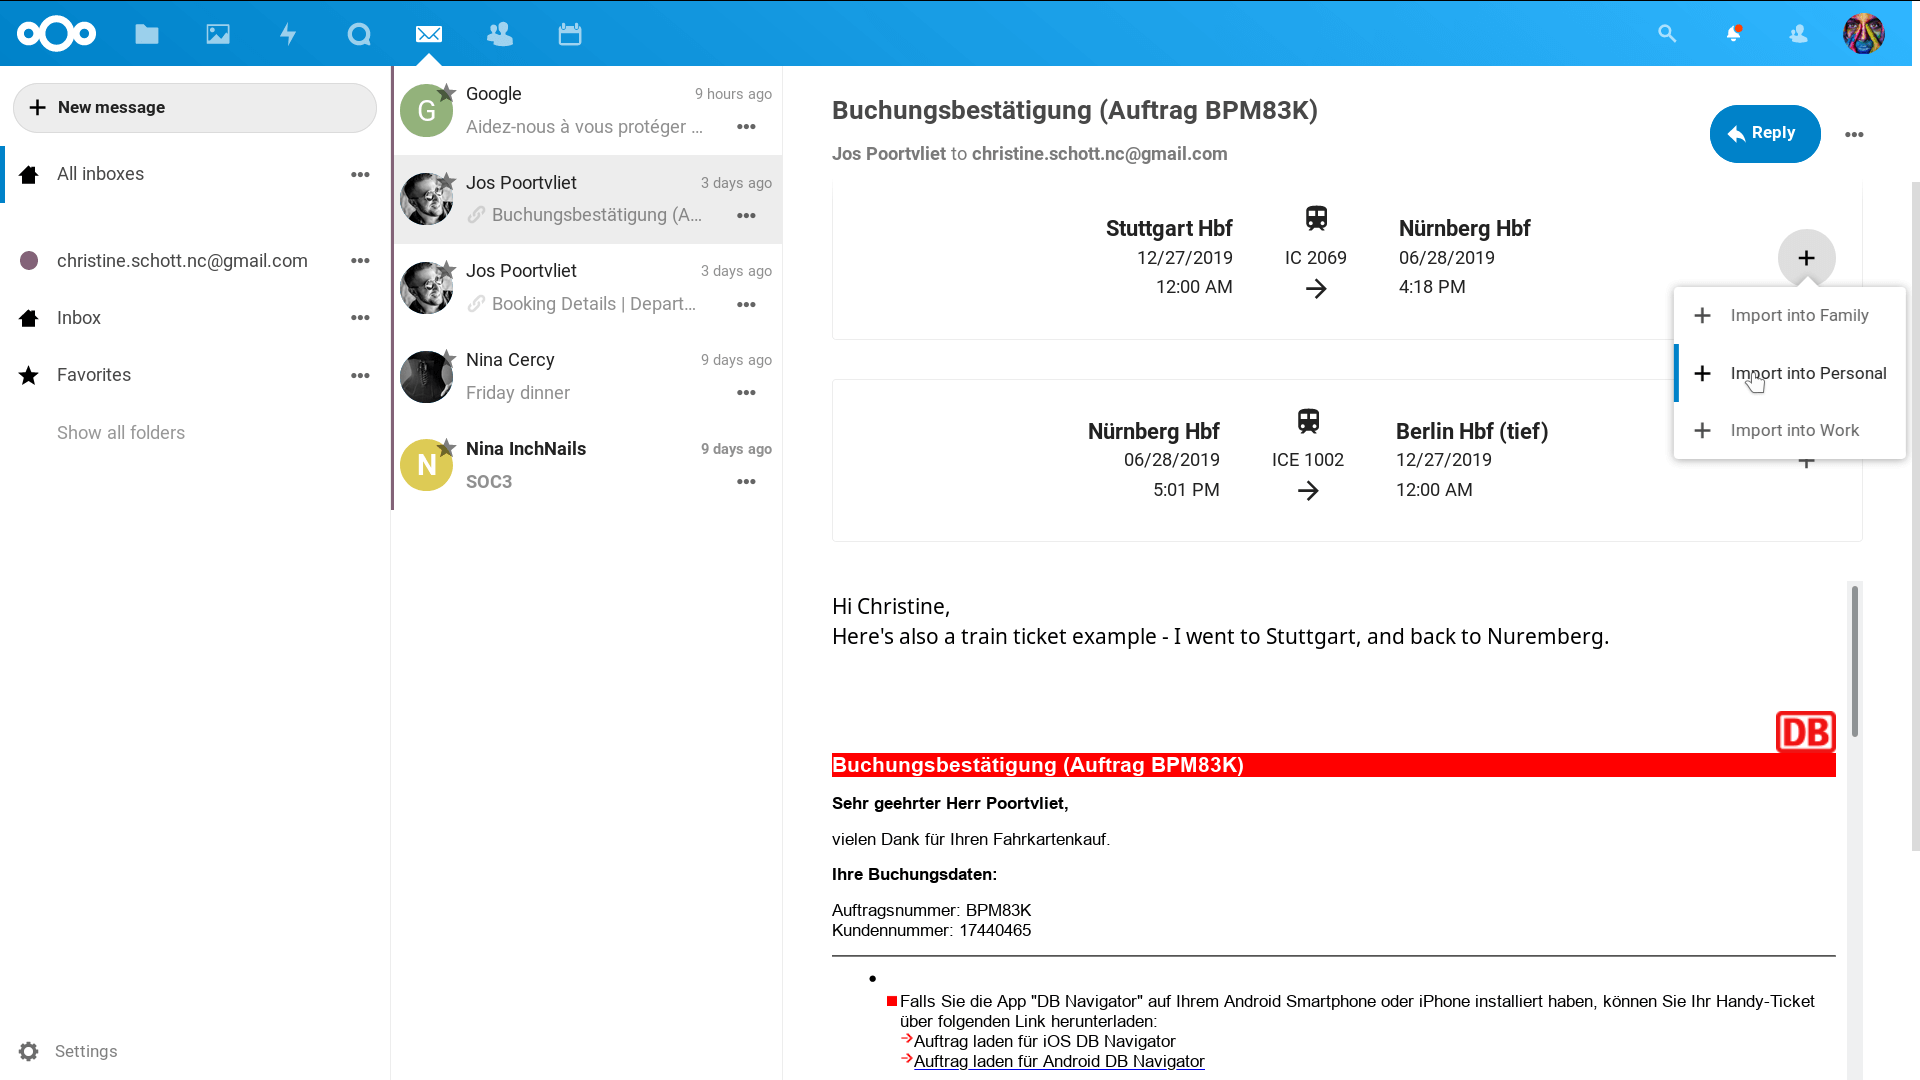 New message
All inboxes
christine.schott.nc@gmail.com
Inbox
Favorites
Show all folders
Settings
G
Google
9 hours ago
Aidez-nous à vous protéger ...
Jos Poortvliet
3 days ago
Buchungsbestätigung (A...
Jos Poortvliet
3 days ago
Booking Details | Depart...
Nina Cercy
9 days ago
Friday dinner
N
Nina InchNails
9 days ago
SOC3
Buchungsbestätigung (Auftrag BPM83K)
Jos Poortvliet to christine.schott.nc@gmail.com
Reply
Stuttgart Hbf
12/27/2019
12:00 AM
IC 2069
Nürnberg Hbf
06/28/2019
4:18 PM
Import into Family
Import into Personal
Import into Work
Nürnberg Hbf
06/28/2019
5:01 PM
ICE 1002
Berlin Hbf (tief)
12/27/2019
12:00 AM
Hi Christine,
Here's also a train ticket example - I went to Stuttgart, and back to Nuremberg.
DB
Buchungsbestätigung (Auftrag BPM83K)
Sehr geehrter Herr Poortvliet,
vielen Dank für Ihren Fahrkartenkauf.
Ihre Buchungsdaten:
Auftragsnummer: BPM83K
Kundennummer: 17440465
Falls Sie die App "DB Navigator" auf Ihrem Android Smartphone oder iPhone installiert haben, können Sie Ihr Handy-Ticket
über folgenden Link herunterladen:
Auftrag laden für iOS DB Navigator
Auftrag laden für Android DB Navigator